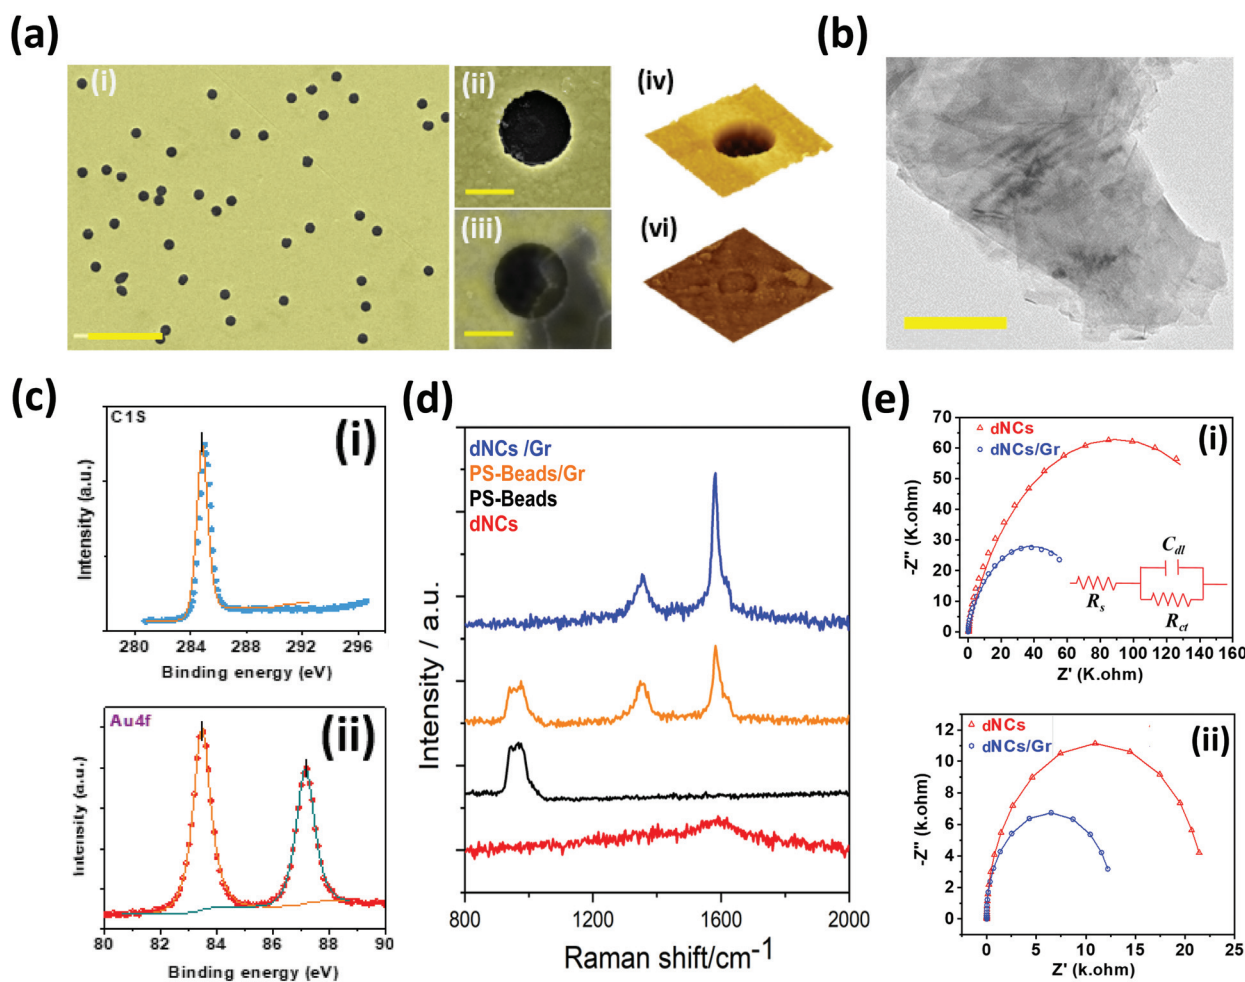 (a)
(i)
(ii)
(iii)
(iv)
(vi)
(b)
(c)
C1S
(i)
Intensity (a.u.)
280 284 288 292 296
Binding energy (eV)
Au4f
(ii)
Intensity (a.u.)
80 82 84 86 88 90
Binding energy (eV)
(d)
dNCs /Gr
PS-Beads/Gr
PS-Beads
dNCs
Intensity / a.u.
800 1200 1600 2000
Raman shift/cm-1
(e)
(i)
dNCs
dNCs/Gr
-Z'' (K.ohm)
70
60
50
40
30
20
10
0
Cdl
Rs
Rct
0 20 40 60 80 100 120 140 160
Z' (K.ohm)
(ii)
dNCs
dNCs/Gr
-Z'' (k.ohm)
12
10
8
6
4
2
0
0 5 10 15 20 25
Z' (k.ohm)